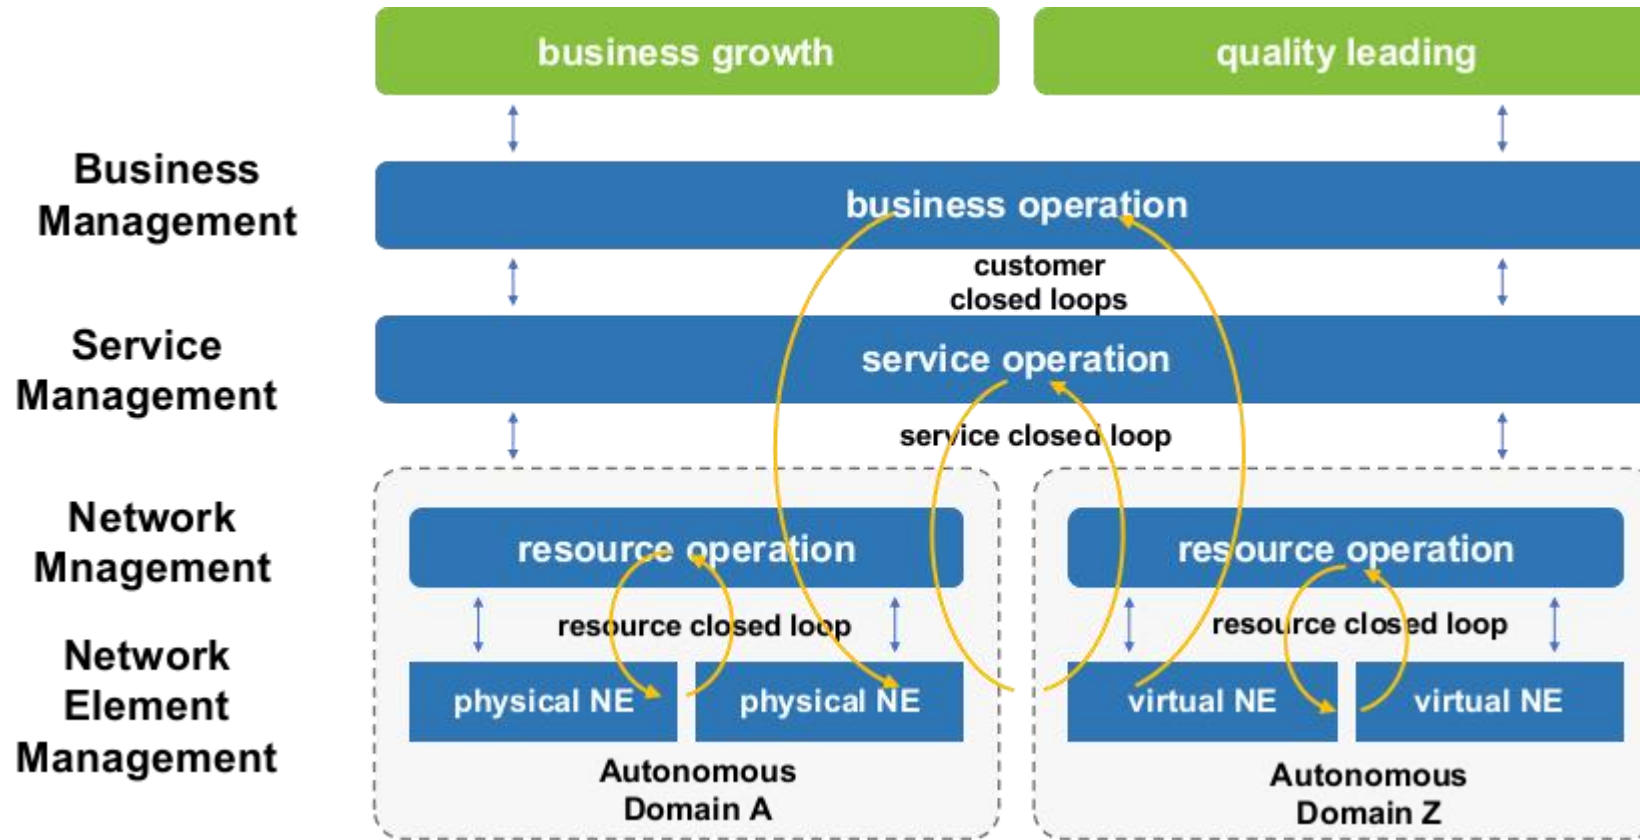 business growth
quality leading
Business
Management
business operation
customer
closed loops
Service
Management
service operation
service closed loop
Network
Mnagement
resource operation
resource operation
resource closed loop
resource closed loop
Network
Element
Management
physical NE
physical NE
virtual NE
virtual NE
Autonomous
Domain A
Autonomous
Domain Z